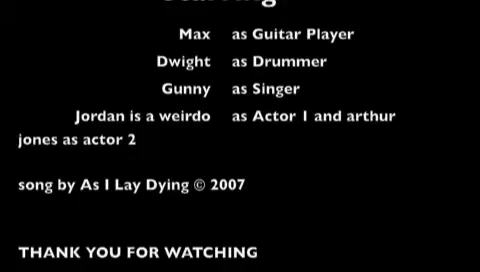 Starring
Max as Guitar Player
Dwight as Drummer
Gunny as Singer
Jordan is a weirdo as Actor 1 and arthur
jones as actor 2
song by As I Lay Dying © 2007
THANK YOU FOR WATCHING